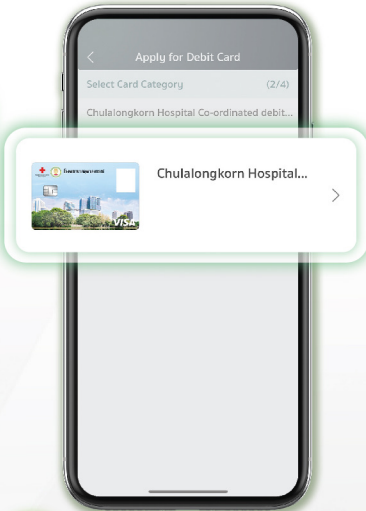 Apply for Debit Card
Select Card Category (2/4)
Chulalongkorn Hospital Co-ordinated debit...
Chulalongkorn Hospital...
VISA